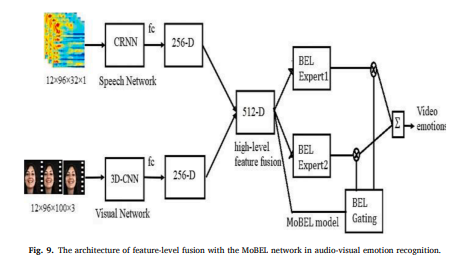 CRNN
fc
256-D
12×96×32×1
Speech Network
BEL
Expert1
512-D
high-level
feature fusion
Video
emotions
Σ
3D-CNN
fc
256-D
BEL
Expert2
12×96×100×3
Visual Network
MoBEL model
BEL
Gating
Fig. 9. The architecture of feature-level fusion with the MoBEL network in audio-visual emotion recognition.